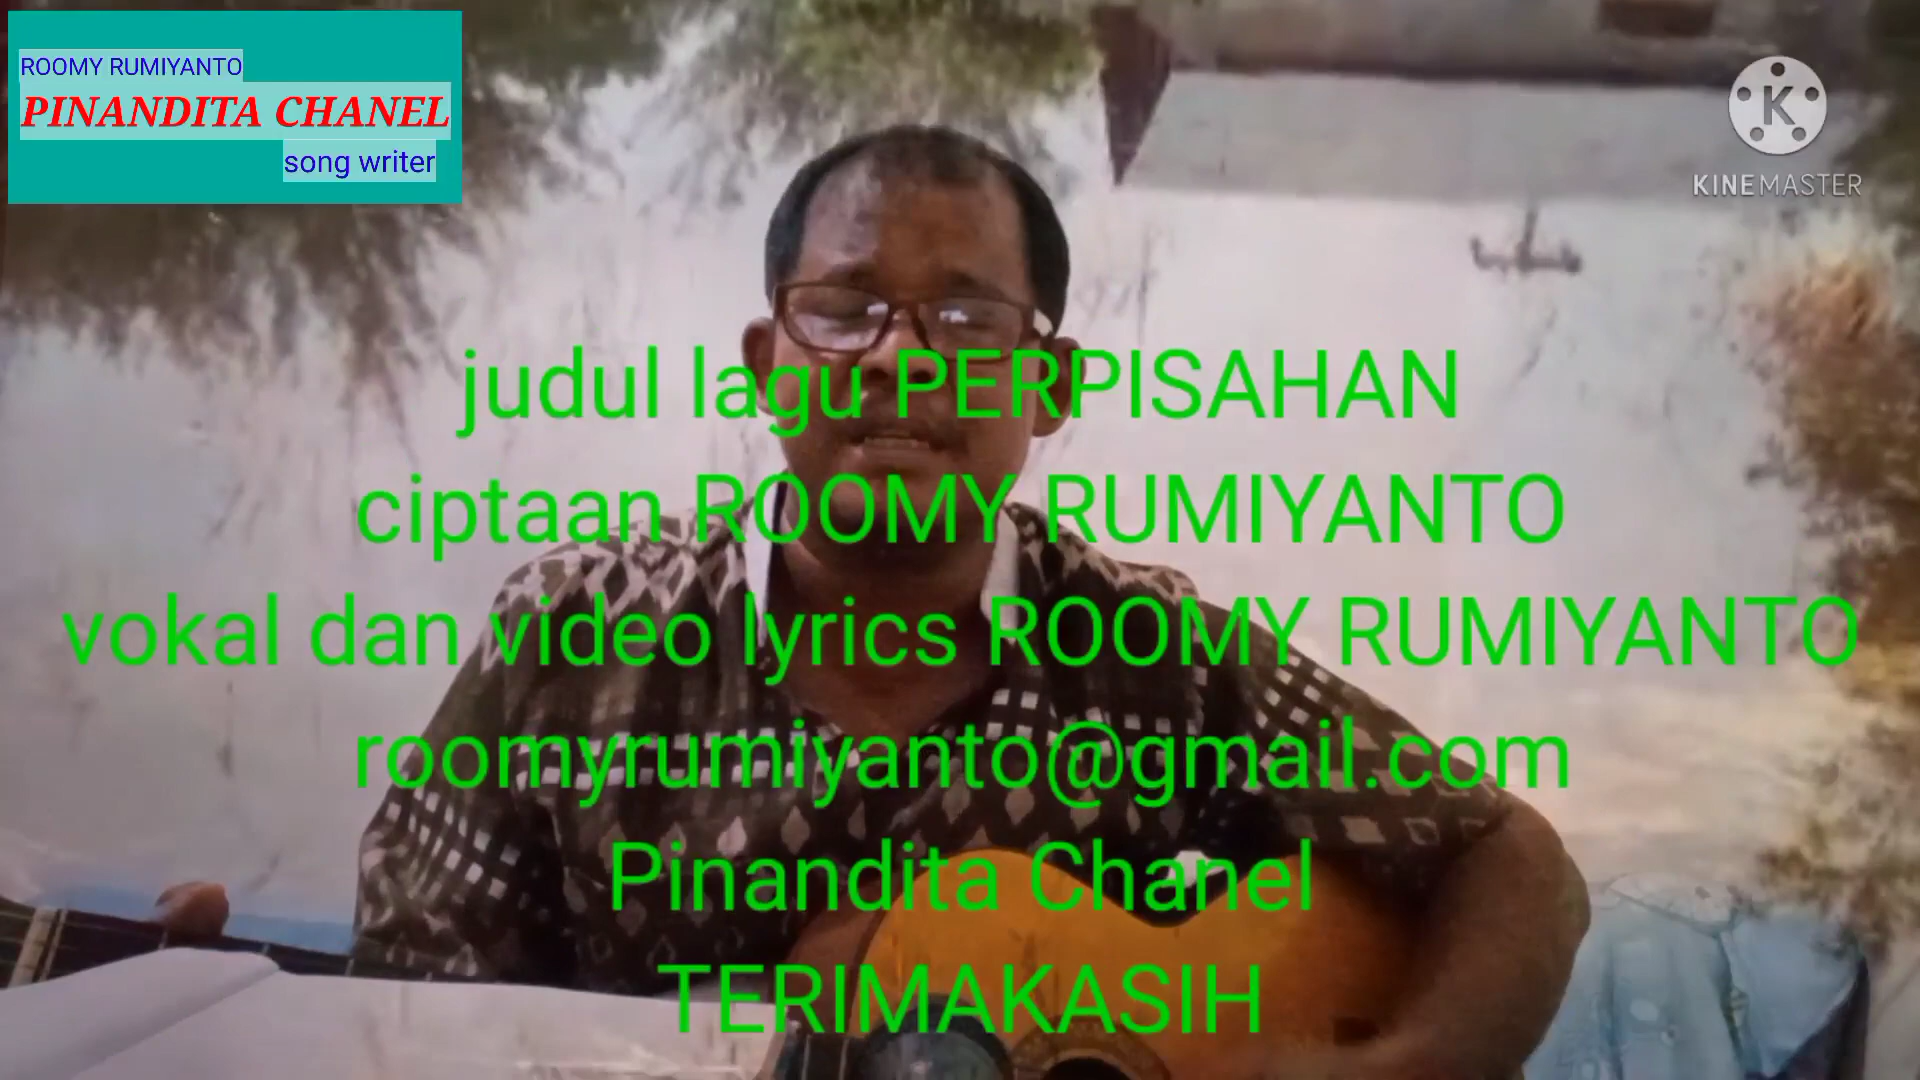 ROOMY RUMIYANTO
PINANDITA CHANEL
song writer
K
KINEMASTER
judul lagu PERPISAHAN
ciptaan ROOMY RUMIYANTO
vokal dan video lyrics ROOMY RUMIYANTO
roomyrumiyanto@gmail.com
Pinandita Chanel
TERIMAKASIH